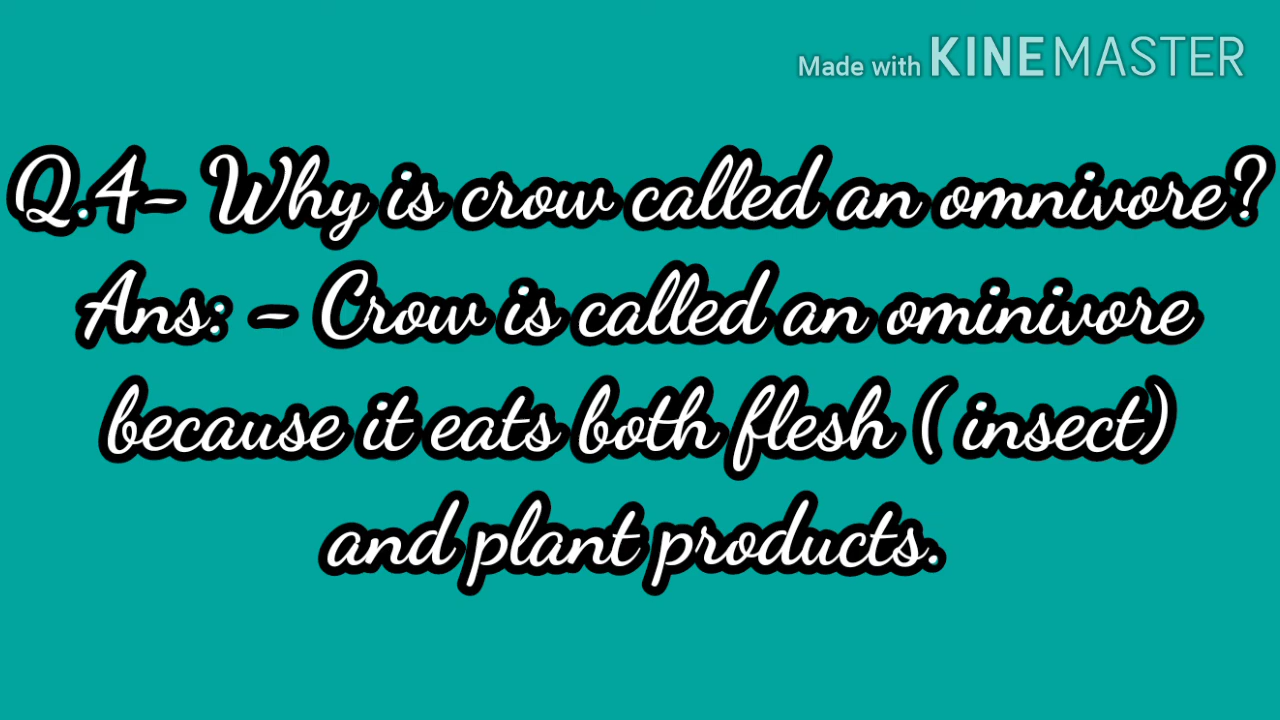 Made with KINEMASTER
Q.4- Why is crow called an omnivore?
Ans: - Crow is called an ominivore
because it eats both flesh ( insect)
and plant products.